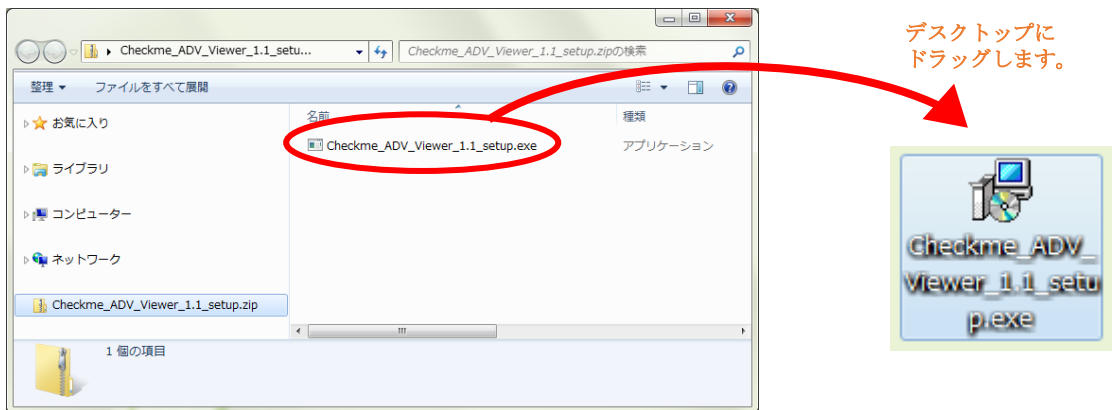 デスクトップに
ドラッグします。
Checkme_ADV_Viewer_1.1_setu...
Checkme_ADV_Viewer_1.1_setup.zipの検索
整理
ファイルをすべて展開
お気に入り
ライブラリ
コンピューター
ネットワーク
Checkme_ADV_Viewer_1.1_setup.zip
名前
種類
Checkme_ADV_Viewer_1.1_setup.exe
アプリケーション
1 個の項目
Checkme_ADV_
Viewer_1.1_setu
p.exe